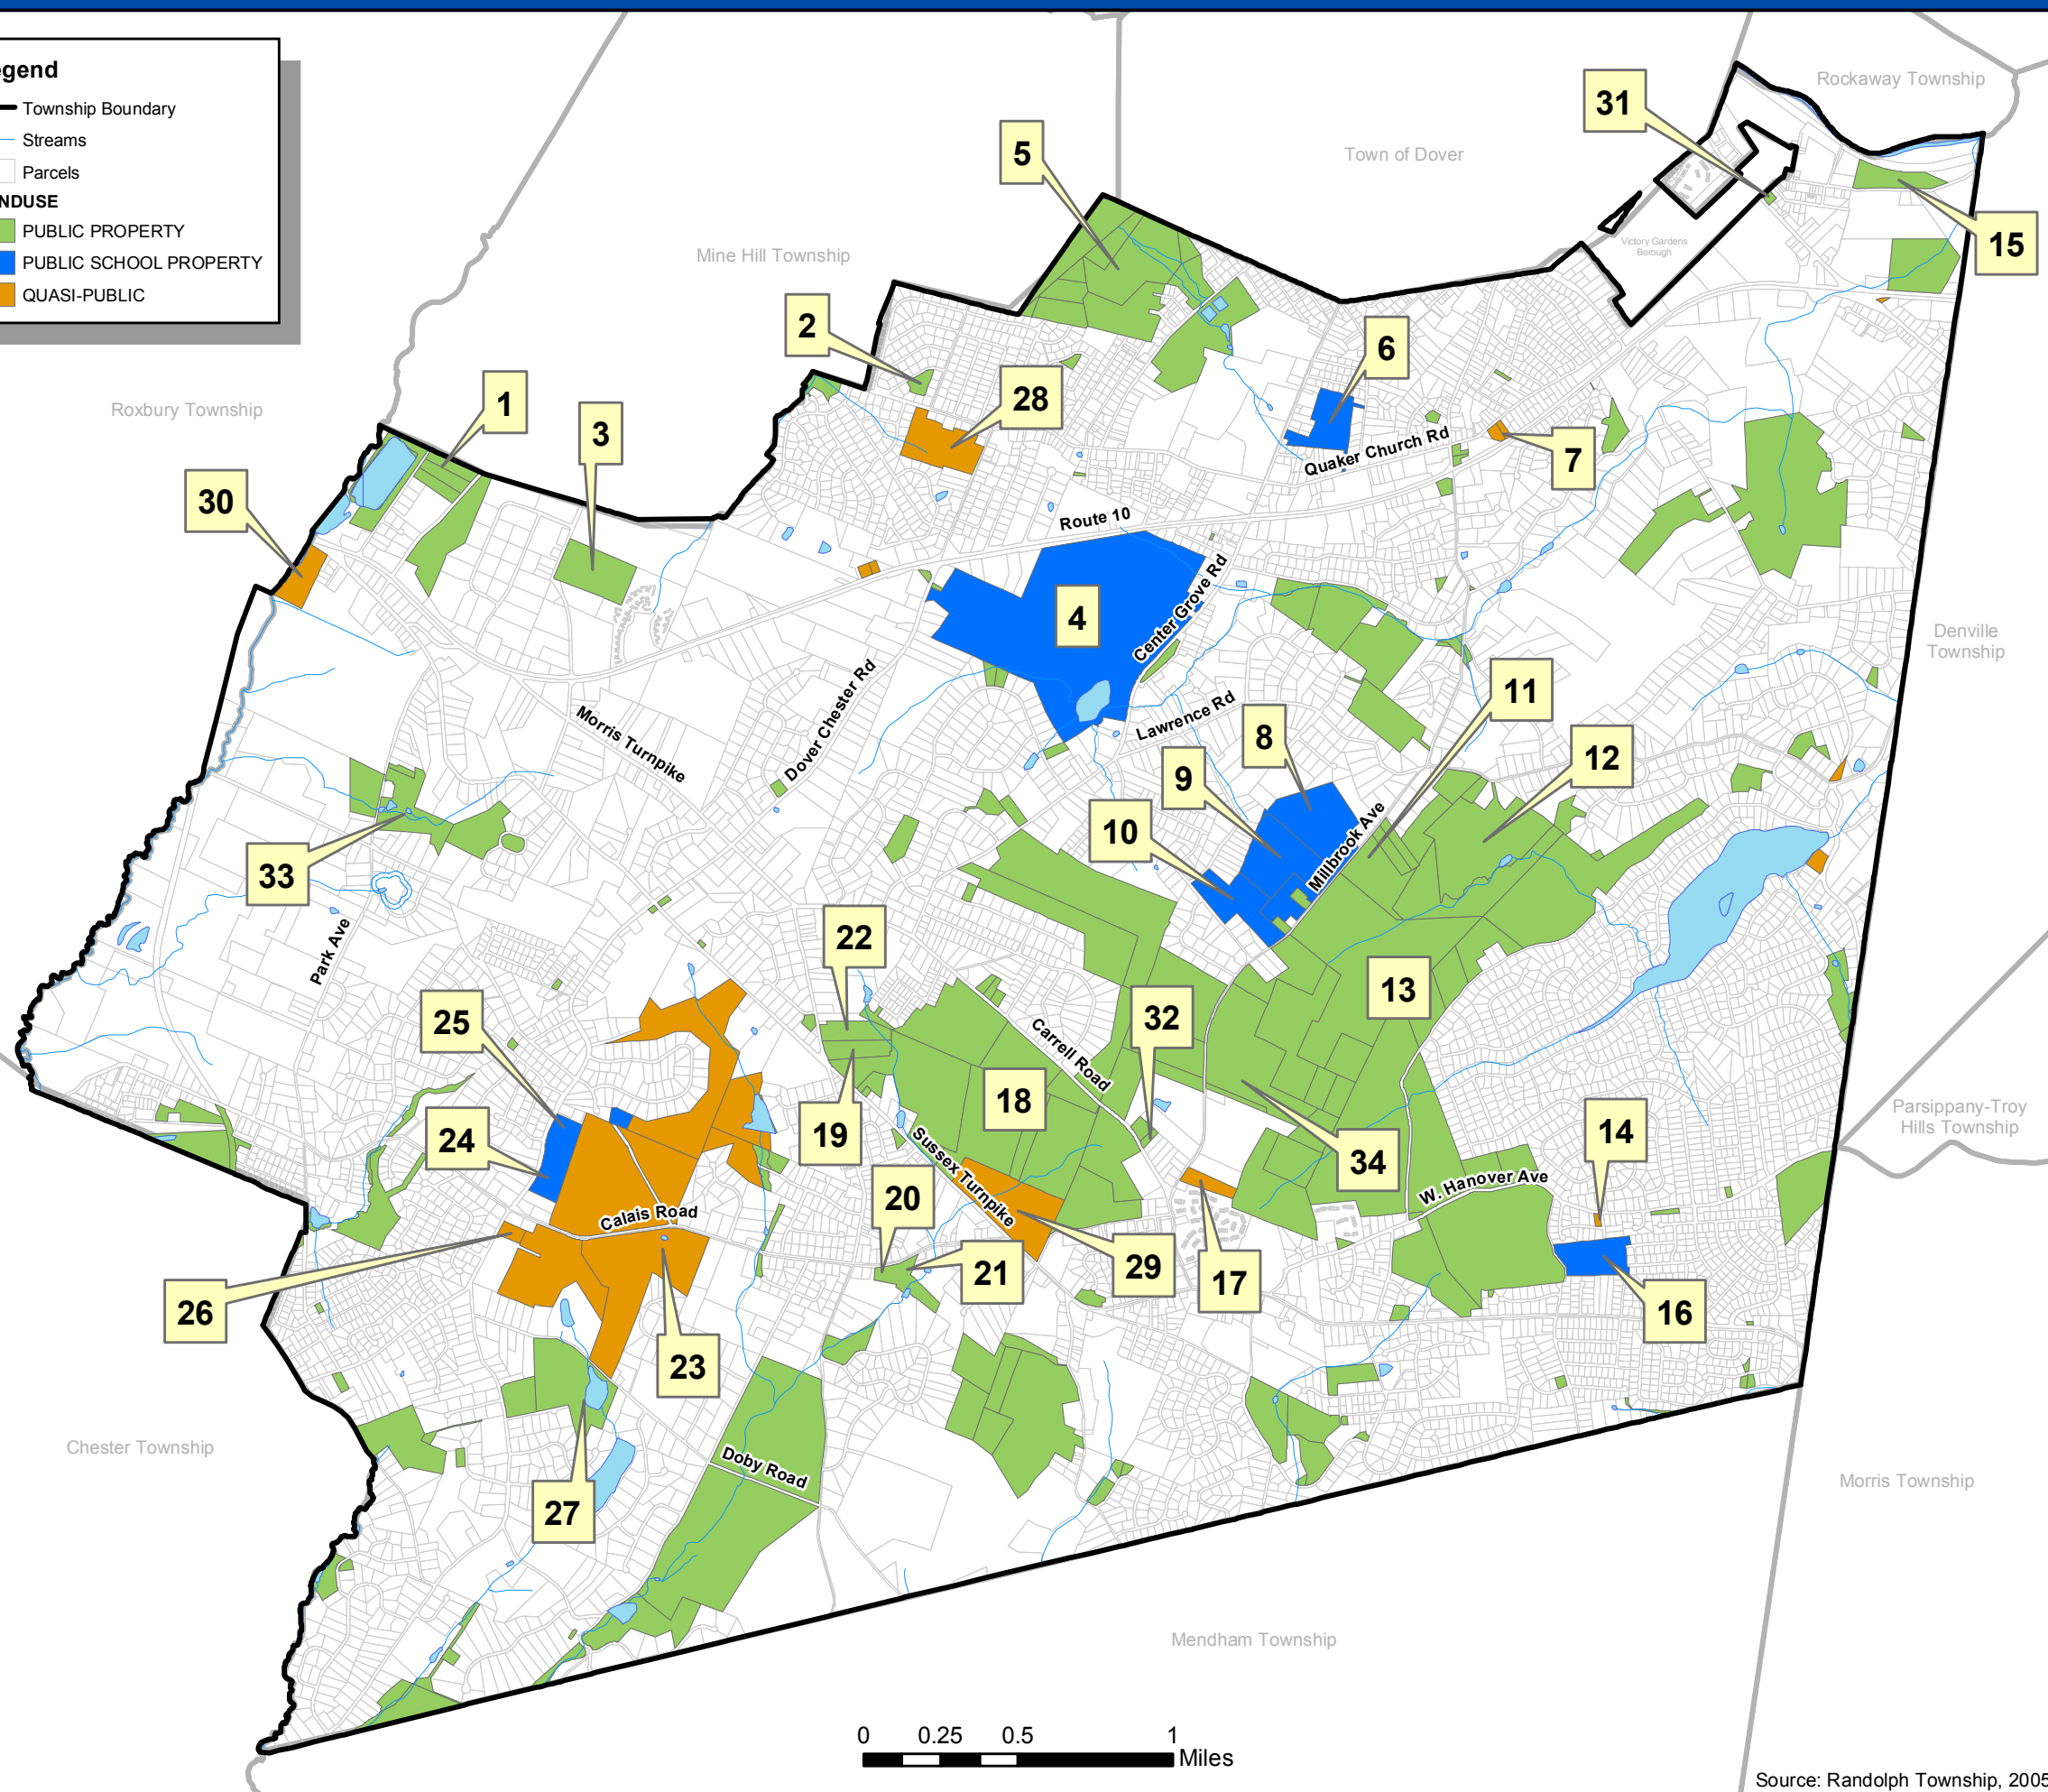 egend
Township Boundary
Streams
Parcels
NDUSE
PUBLIC PROPERTY
PUBLIC SCHOOL PROPERTY
QUASI-PUBLIC
Rockaway Township
31
Town of Dover
5
15
Victory Gardens
Borough
Mine Hill Township
2
6
28
1
3
Roxbury Township
Quaker Church Rd
7
30
Route 10
4
Center Grove Rd
Denville
Township
Dover Chester Rd
11
Morris Turnpike
Lawrence Rd
8
12
9
10
Millbrook Ave
33
22
Park Ave
13
25
32
Carrell Road
18
Parsippany-Troy
Hills Township
24
19
14
Sussex Turnpike
34
20
W. Hanover Ave
Calais Road
21
29
17
26
16
23
Chester Township
Doby Road
27
Morris Township
Mendham Township
0 0.25 0.5 1
Miles
Source: Randolph Township, 2005